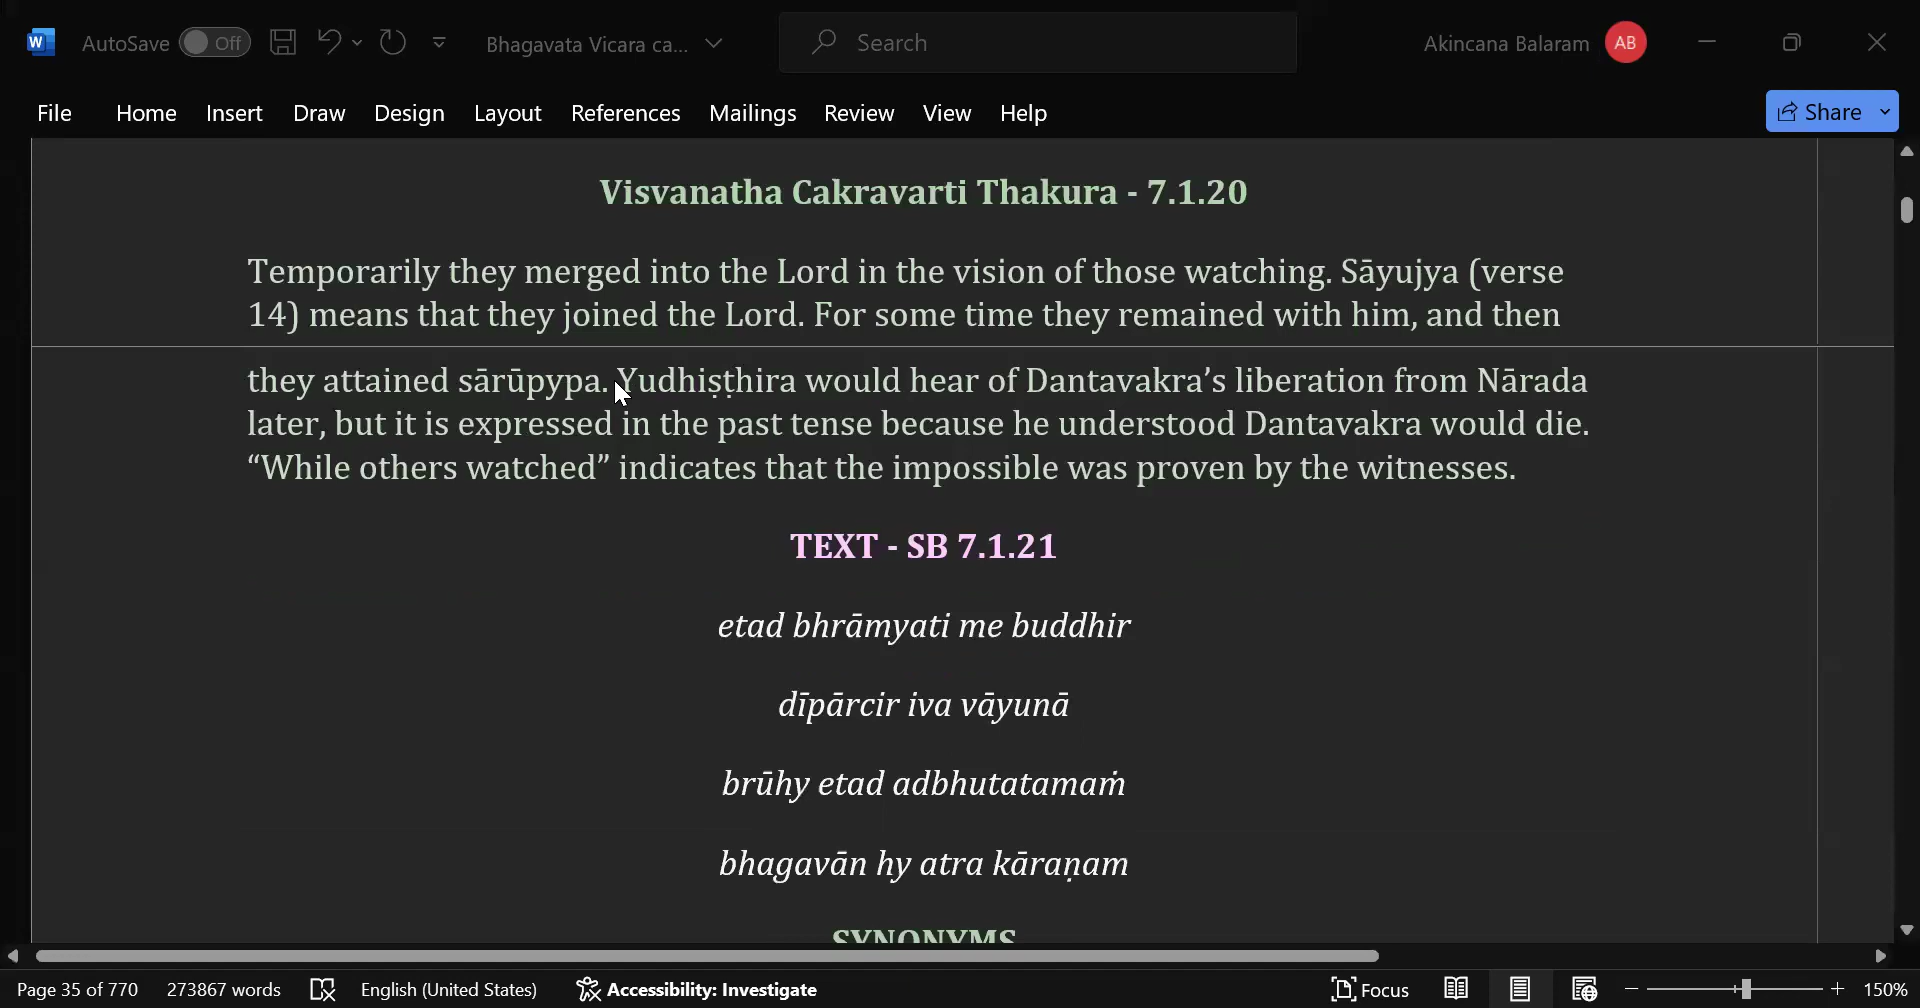 W AutoSave Off Bhagavata Vicara ca... Search Akincana Balaram AB
File Home Insert Draw Design Layout References Mailings Review View Help Share
Visvanatha Cakravarti Thakura - 7.1.20
Temporarily they merged into the Lord in the vision of those watching. Sāyujya (verse
14) means that they joined the Lord. For some time they remained with him, and then
they attained sārūpypa. Yudhiṣṭhira would hear of Dantavakra’s liberation from Nārada
later, but it is expressed in the past tense because he understood Dantavakra would die.
“While others watched” indicates that the impossible was proven by the witnesses.
TEXT - SB 7.1.21
etad bhrāmyati me buddhir
dīpārcir iva vāyunā
brūhy etad adbhutatamaṁ
bhagavān hy atra kāraṇam
SYNONYMS
Page 35 of 770 273867 words English (United States) Accessibility: Investigate Focus 150%